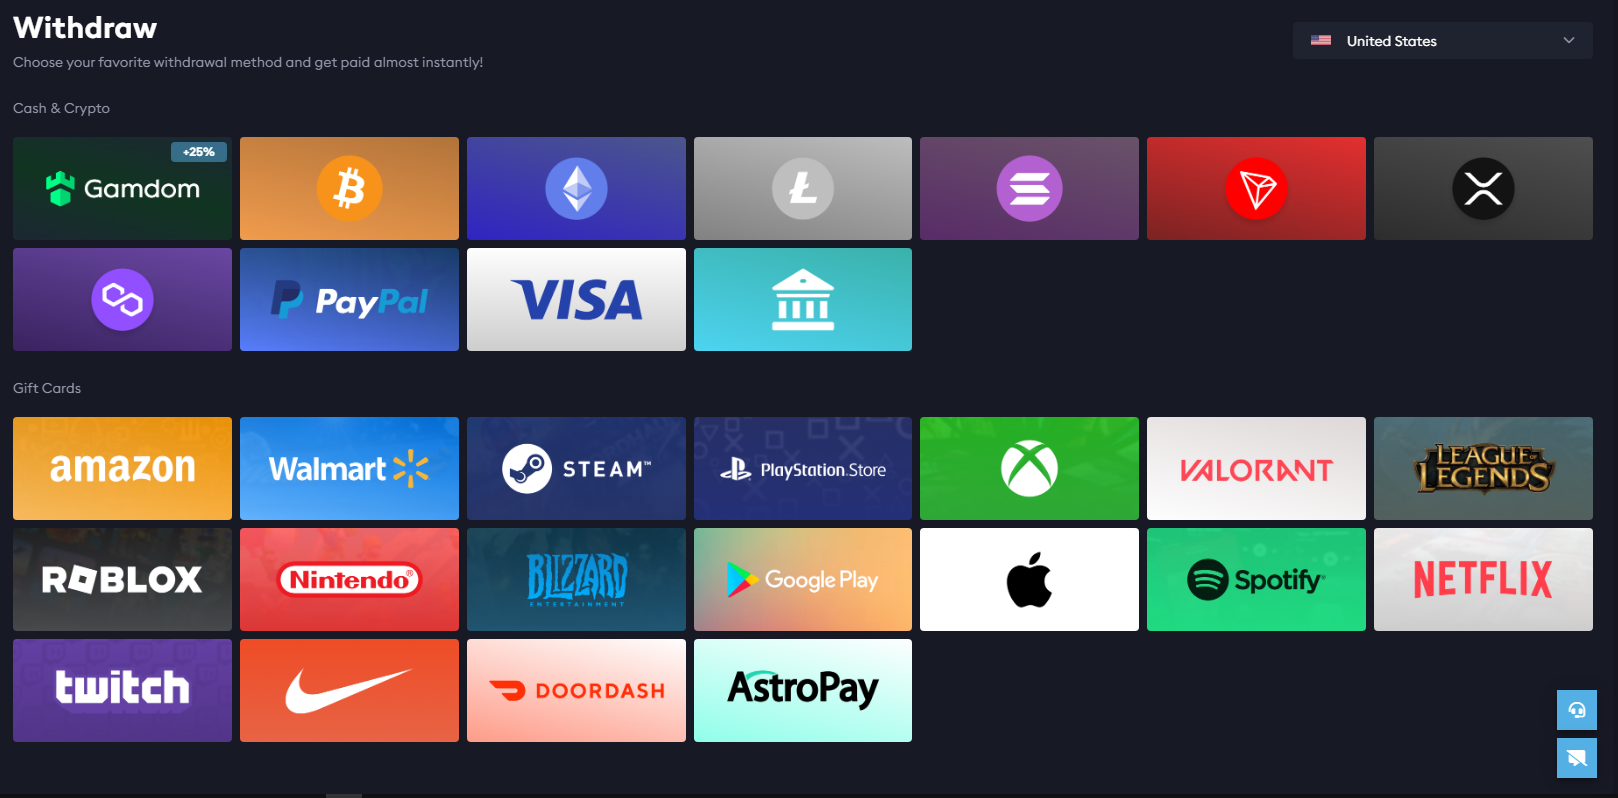 Withdraw
Choose your favorite withdrawal method and get paid almost instantly!
United States
Cash & Crypto
+25%
Gamdom
PayPal
VISA
Gift Cards
amazon
Walmart
STEAM™
PlayStation.Store
VALORANT
LEAGUE OF LEGENDS
ROBLOX
Nintendo®
BLIZZARD
ENTERTAINMENT
Google Play
Spotify®
NETFLIX
twitch
DOORDASH
AstroPay